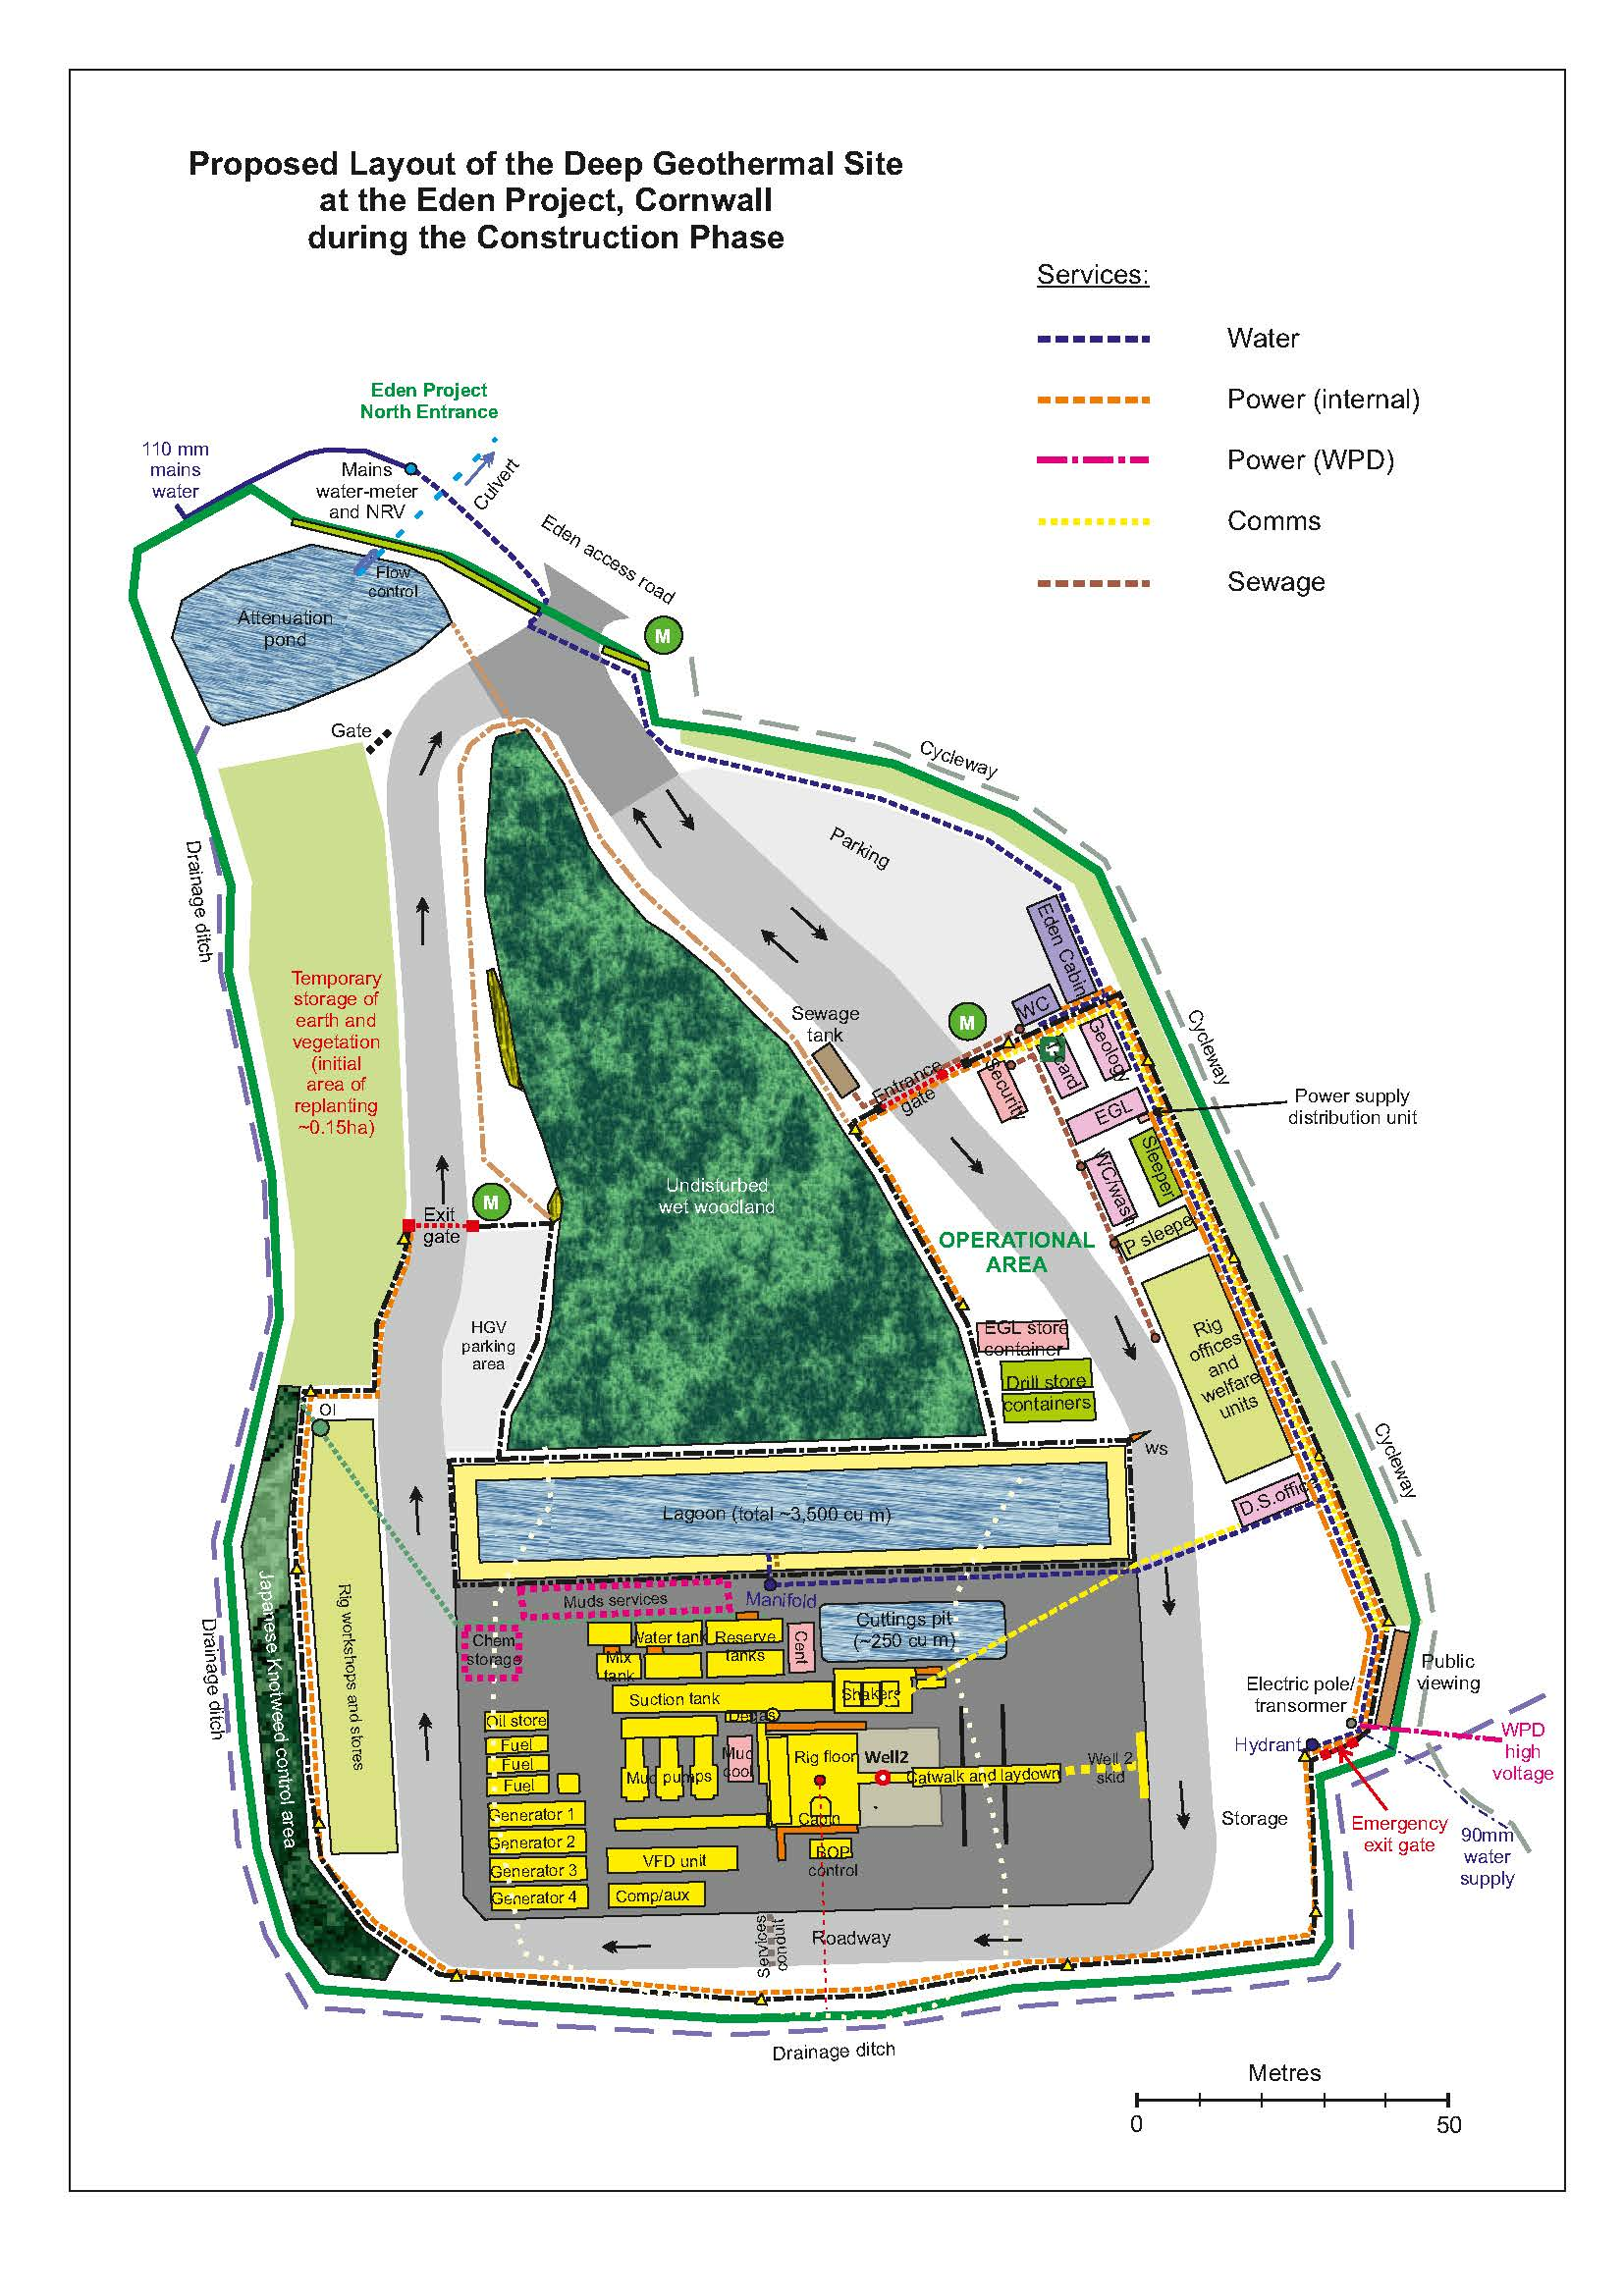 Proposed Layout of the Deep Geothermal Site
at the Eden Project, Cornwall
during the Construction Phase
Services:
Water
Power (internal)
Power (WPD)
Comms
Sewage
Eden Project
North Entrance
110 mm
mains
water
Mains
water-meter
and NRV
Culvert
Eden access road
Flow
control
Attenuation
pond
M
Gate
Cycleway
Parking
Drainage ditch
Temporary
storage of
earth and
vegetation
(initial
area of
replanting
~0.15ha)
Eden Cabin
WC
Sewage
tank
M
Geology
Security
Entrance
gate
EGL
Cycleway
Power supply
distribution unit
Sleeper
WC/wash
P sleepe
Undisturbed
wet woodland
M
Exit
gate
OPERATIONAL
AREA
HGV
parking
area
EGL store
container
Drill store
containers
Rig
offices
and
welfare
units
OI
ws
Cycleway
D.S.offic
Lagoon (total ~3,500 cu m)
Japanese Knotweed control area
Rig workshops and stores
Drainage ditch
Muds services
Manifold
Chem
storage
Water tank
Reserve
tanks
Mix
tank
Cent
Cuttings pit
(~250 cu m)
Suction tank
Shakers
Degas
Oil store
Fuel
Fuel
Fuel
Mud pumps
Mud
cool
Rig floor
Well2
Catwalk and laydown
Well 2
skid
Cabin
BOP
control
Generator 1
Generator 2
Generator 3
Generator 4
VFD unit
Comp/aux
Services
conduit
Roadway
Storage
Public
viewing
Electric pole/
transormer
Hydrant
WPD
high
voltage
Emergency
exit gate
90mm
water
supply
Drainage ditch
Metres
0
50